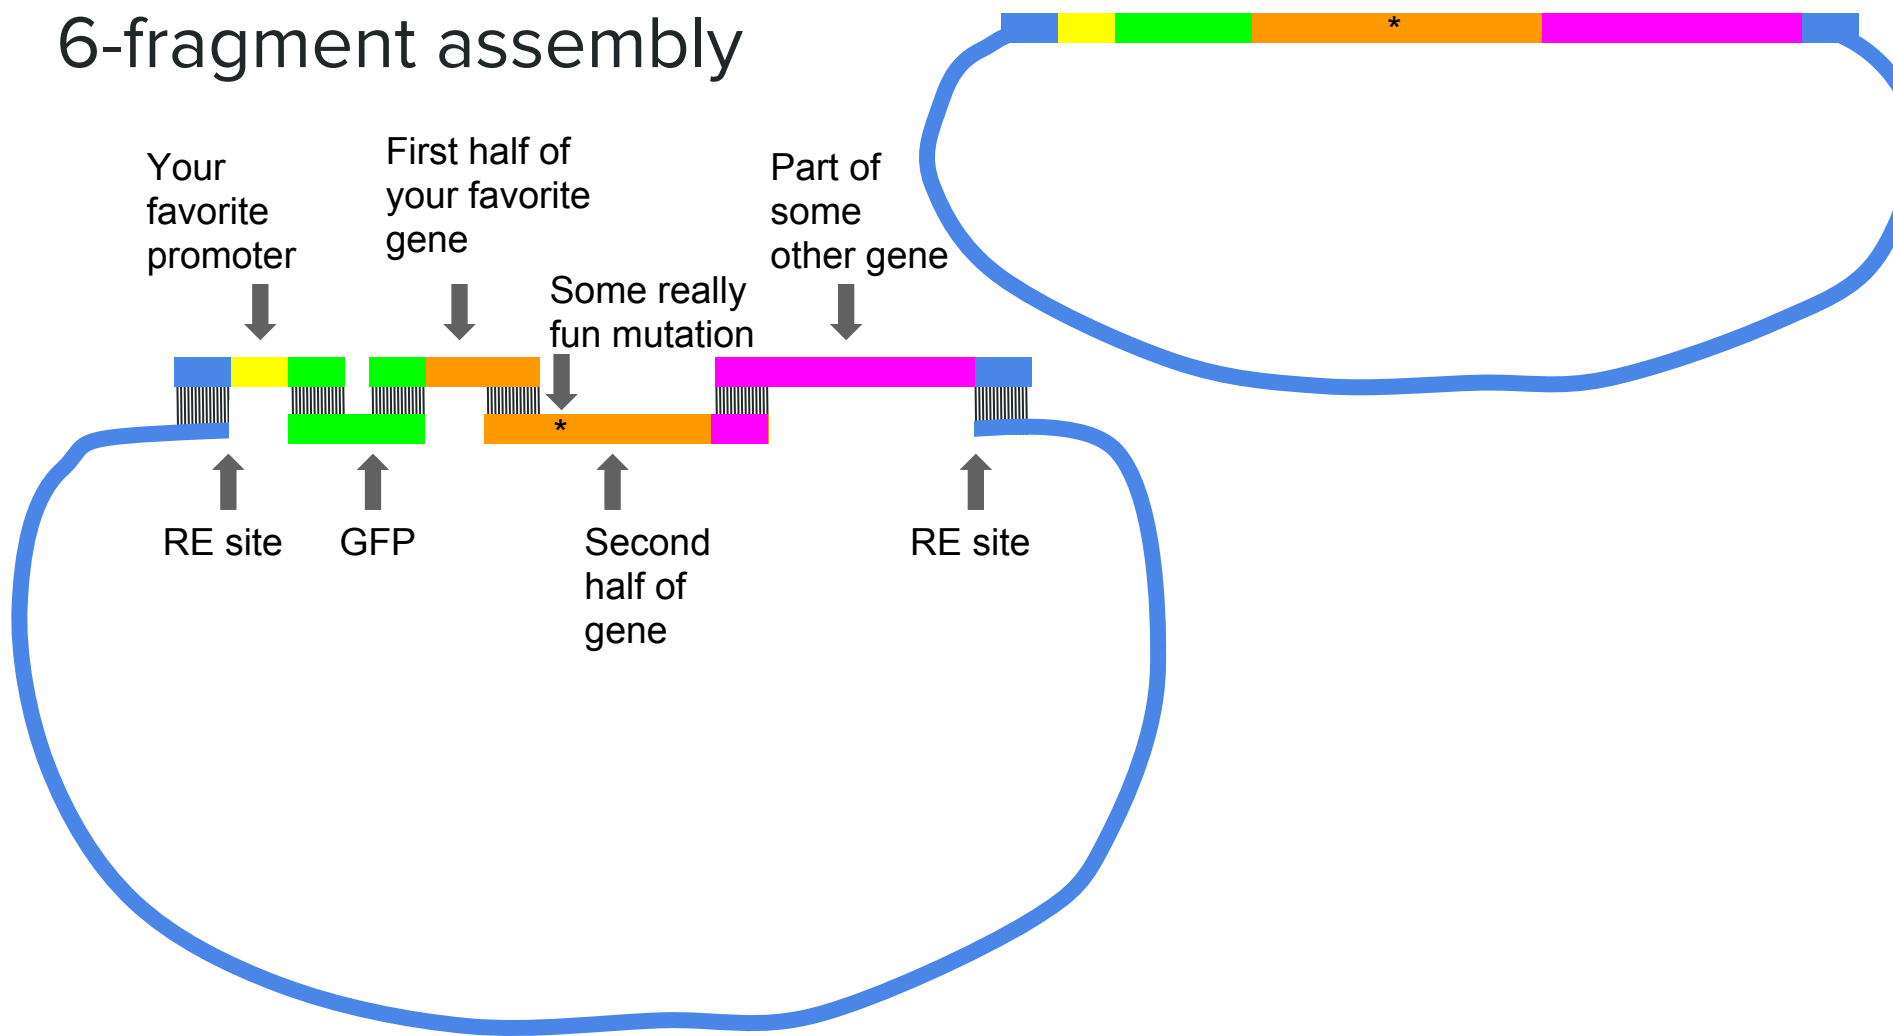 6-fragment assembly
*
Your
favorite
promoter
First half of
your favorite
gene
Some really
fun mutation
Part of
some
other gene
*
RE site
GFP
Second
half of
gene
RE site